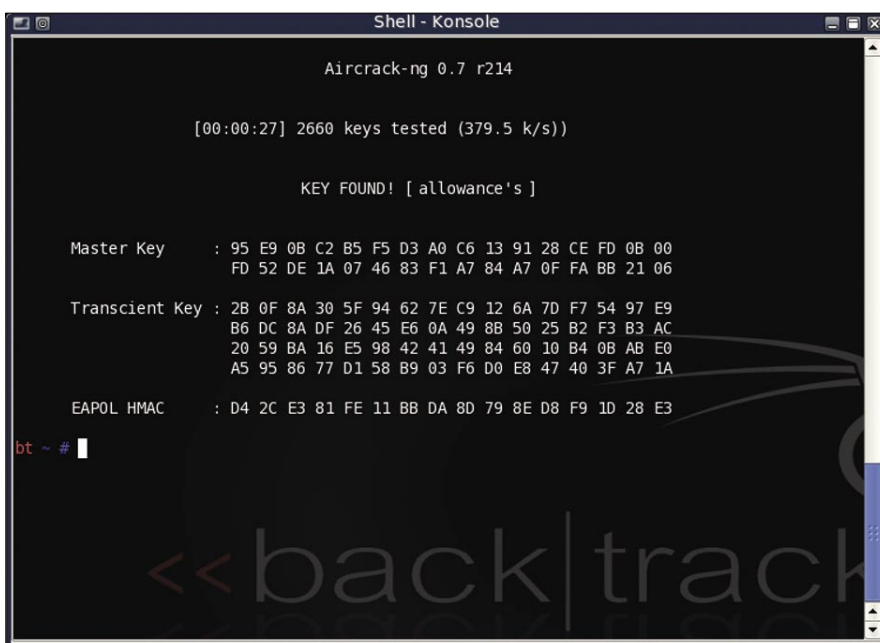 Shell - Konsole
Aircrack-ng 0.7 r214
[00:00:27] 2660 keys tested (379.5 k/s))
KEY FOUND! [ allowance's ]
Master Key : 95 E9 0B C2 B5 F5 D3 A0 C6 13 91 28 CE FD 0B 00
FD 52 DE 1A 07 46 83 F1 A7 84 A7 0F FA BB 21 06
Transcient Key : 2B 0F 8A 30 5F 94 62 7E C9 12 6A 7D F7 54 97 E9
B6 DC 8A DF 26 45 E6 0A 49 8B 50 25 B2 F3 B3 AC
20 59 BA 16 E5 98 42 41 49 84 60 10 B4 0B AB E0
A5 95 86 77 D1 58 B9 03 F6 D0 E8 47 40 3F A7 1A
EAPOL HMAC : D4 2C E3 81 FE 11 BB DA 8D 79 8E D8 F9 1D 28 E3
bt ~ #
<<back|track